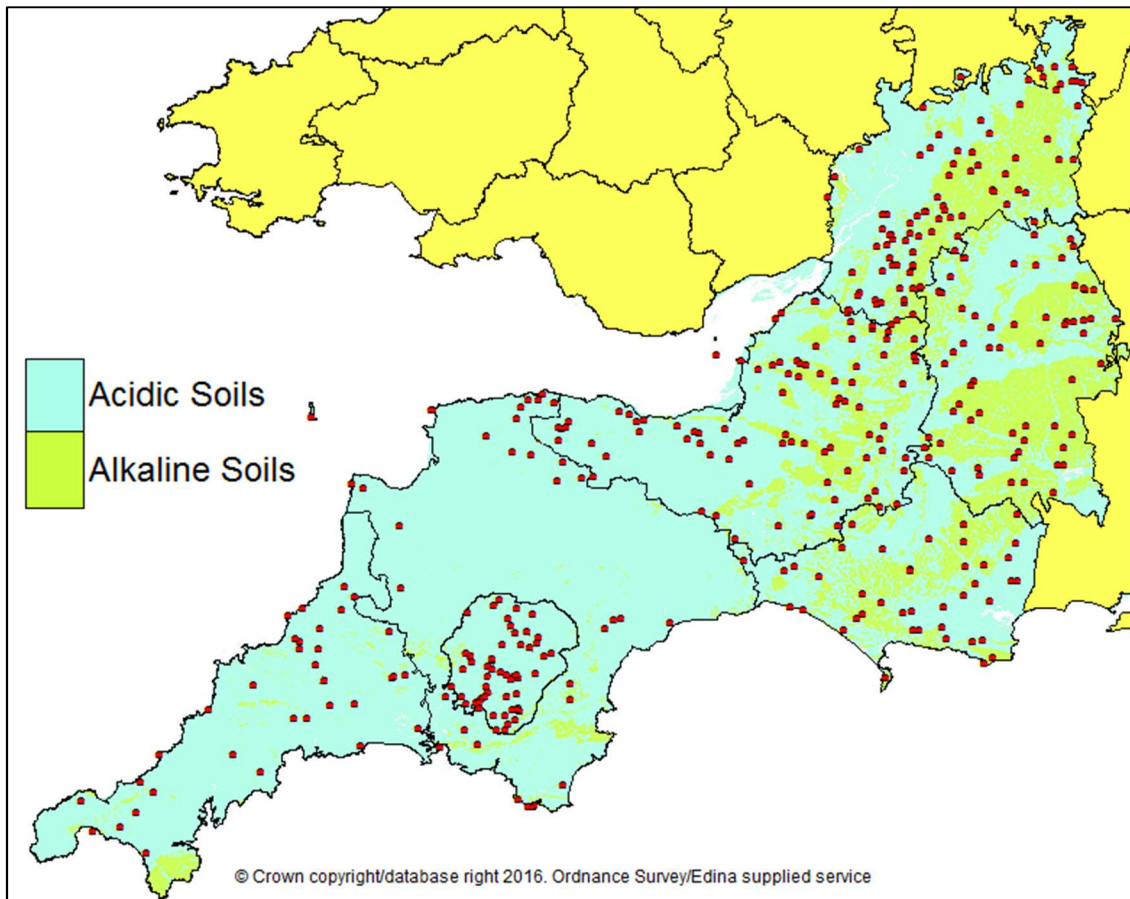 Acidic Soils
Alkaline Soils
© Crown copyright/database right 2016. Ordnance Survey/Edina supplied service